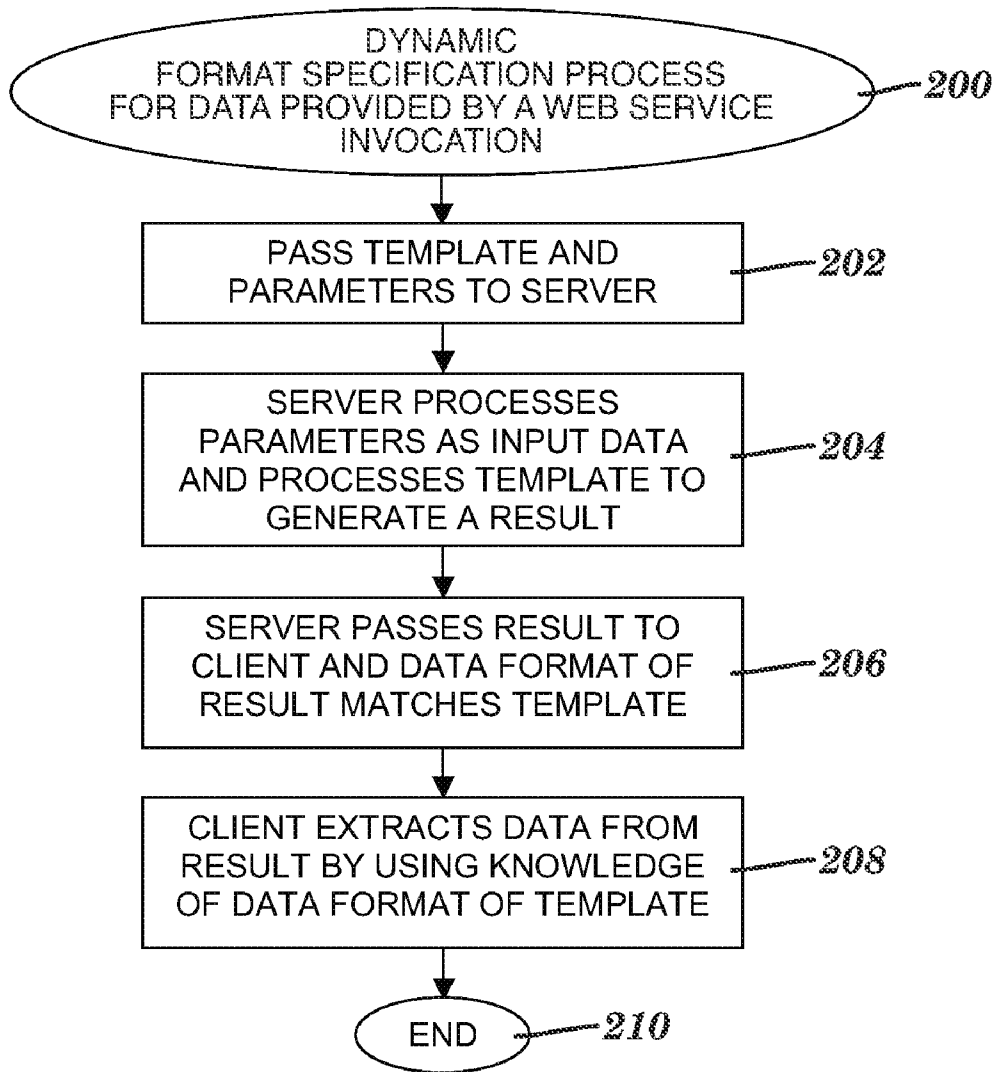 DYNAMIC
FORMAT SPECIFICATION PROCESS
FOR DATA PROVIDED BY A WEB SERVICE
INVOCATION
200
PASS TEMPLATE AND
PARAMETERS TO SERVER
202
SERVER PROCESSES
PARAMETERS AS INPUT DATA
AND PROCESSES TEMPLATE TO
GENERATE A RESULT
204
SERVER PASSES RESULT TO
CLIENT AND DATA FORMAT OF
RESULT MATCHES TEMPLATE
206
CLIENT EXTRACTS DATA FROM
RESULT BY USING KNOWLEDGE
OF DATA FORMAT OF TEMPLATE
208
END
210